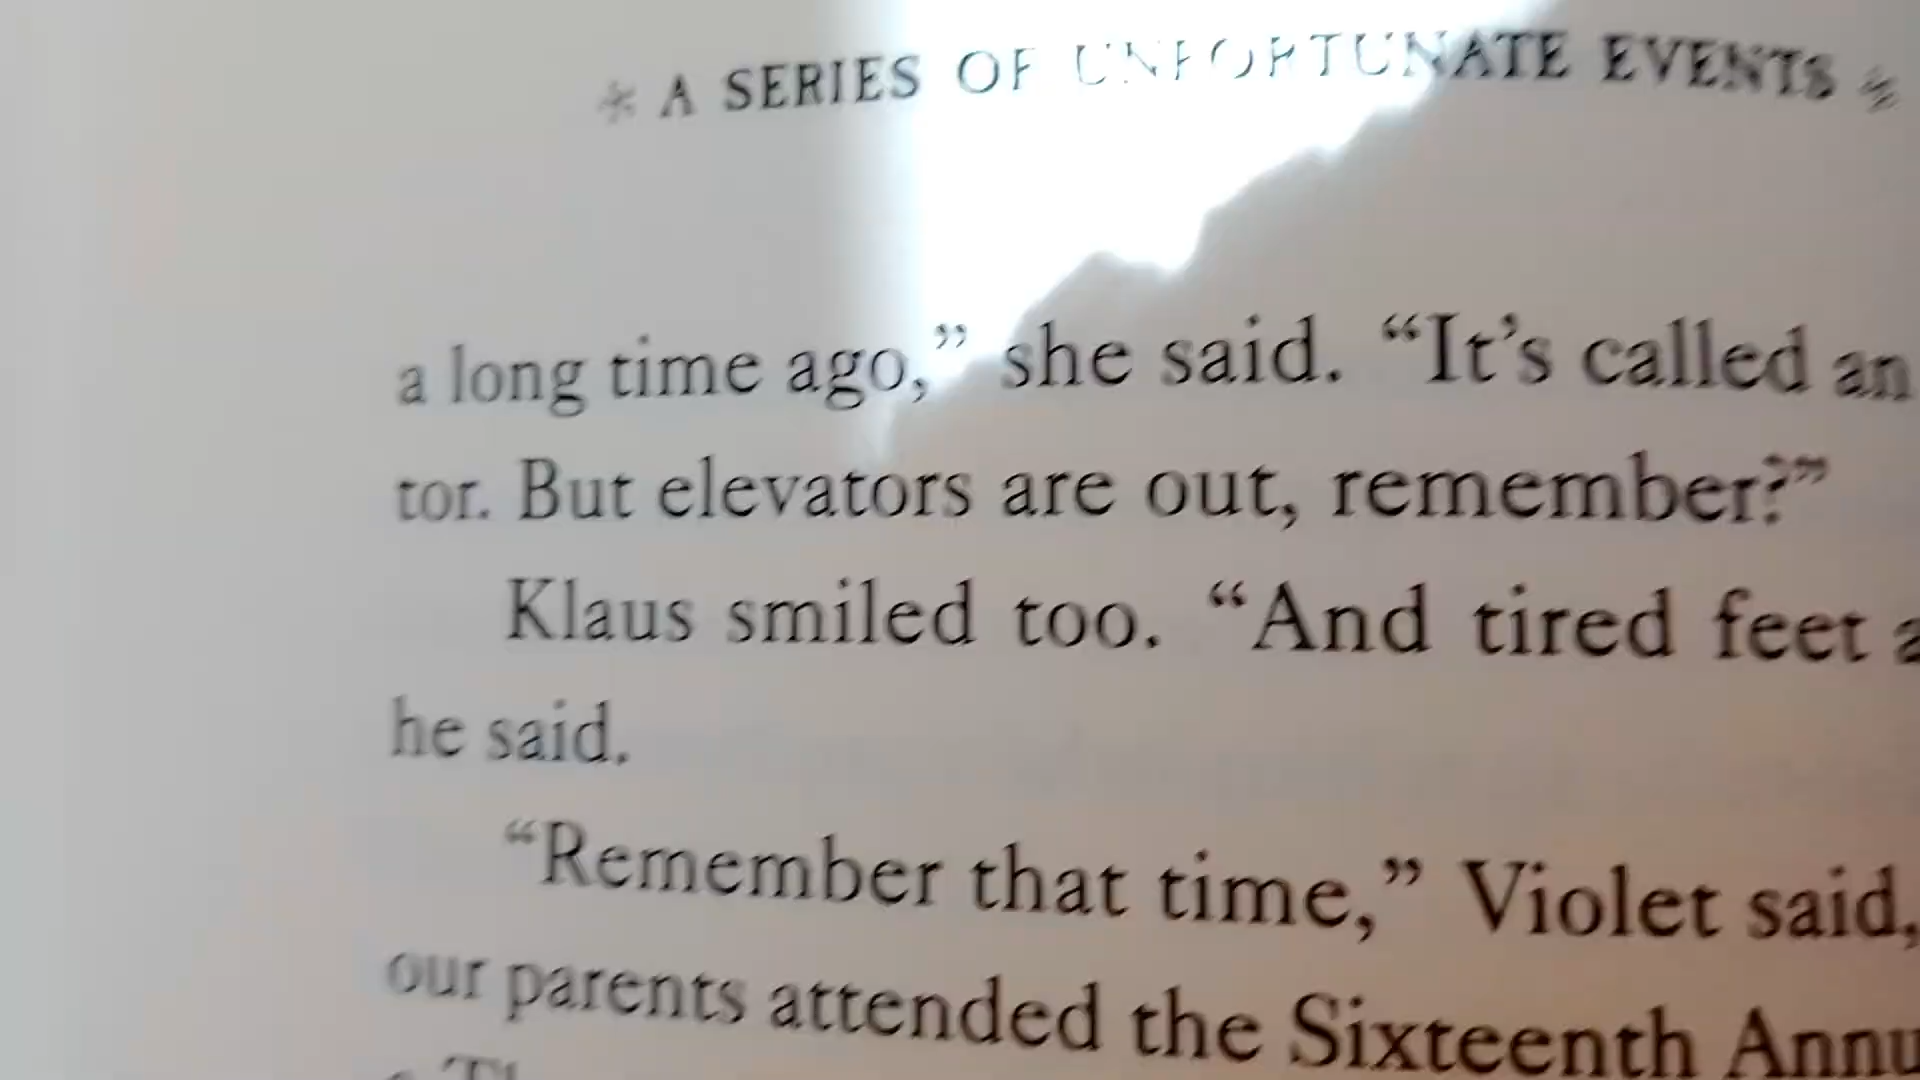 * A SERIES OF UNFORTUNATE EVENTS *
a long time ago,” she said. “It’s called an
tor. But elevators are out, remember?”
Klaus smiled too. “And tired feet a
he said.
“Remember that time,” Violet said,
our parents attended the Sixteenth Annu